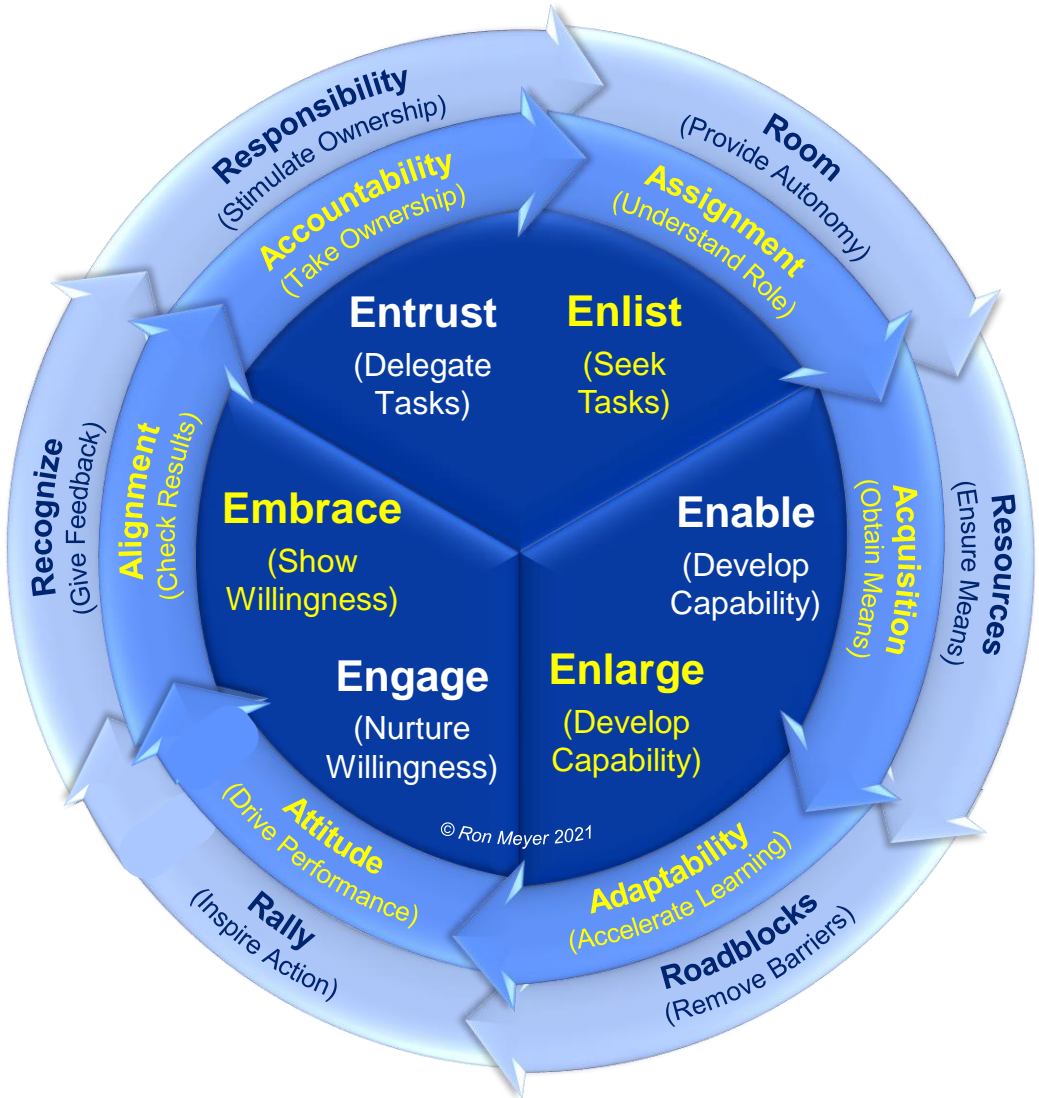 Responsibility
(Stimulate Ownership)
Room
(Provide Autonomy)
Resources
(Ensure Means)
Roadblocks
(Remove Barriers)
Rally
(Inspire Action)
Recognize
(Give Feedback)
Accountability
(Take Ownership)
Assignment
(Understand Role)
Acquisition
(Obtain Means)
Adaptability
(Accelerate Learning)
Attitude
(Drive Performance)
Alignment
(Check Results)
Entrust
(Delegate
Tasks)
Enlist
(Seek
Tasks)
Enable
(Develop
Capability)
Enlarge
(Develop
Capability)
Engage
(Nurture
Willingness)
Embrace
(Show
Willingness)
© Ron Meyer 2021